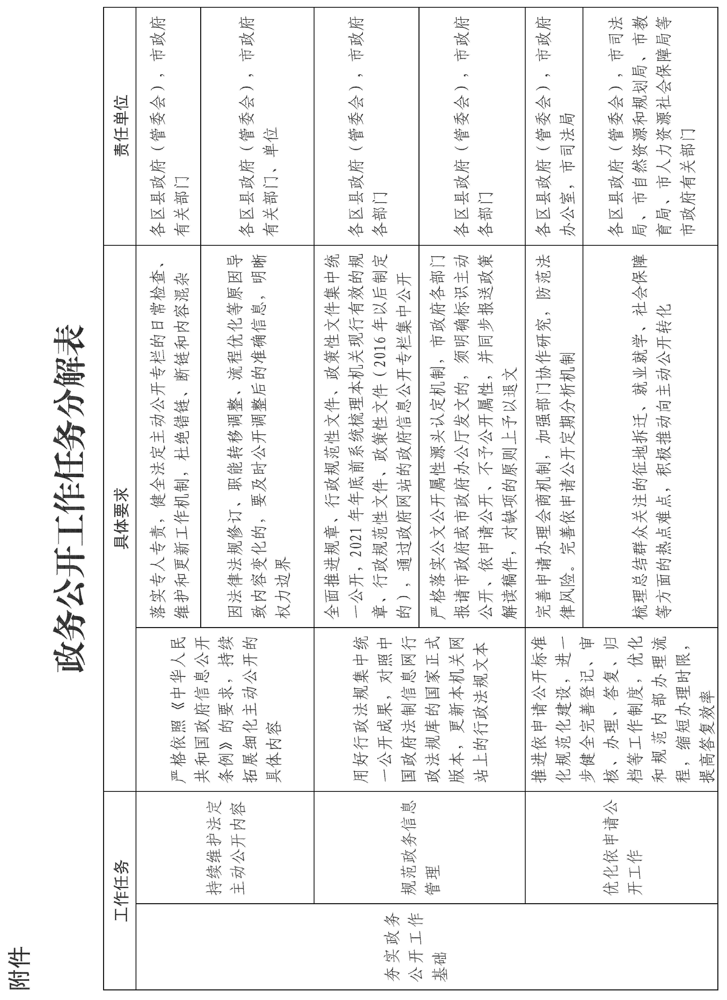 附件
政务公开工作任务分解表
工作任务
具体要求
责任单位
夯实政务
公开工作
基础
持续维护法定
主动公开内容
严格依照《中华人民
共和国政府信息公开
条例》的要求，持续
拓展细化主动公开的
具体内容
落实专人专责，健全法定主动公开专栏的日常检查、
维护和更新工作机制，杜绝错链、断链和内容混杂
各区县政府（管委会），市政府
有关部门
因法律法规修订、职能转移调整、流程优化等原因导
致内容变化的，要及时公开调整后的准确信息，明晰
权力边界
各区县政府（管委会），市政府
有关部门、单位
规范政务信息
管理
用好行政法规集中统
一公开成果，对照中
国政府法制信息网行
政法规库的国家正式
版本，更新本机关网
站上的行政法规文本
全面推进规章、行政规范性文件、政策性文件集中统
一公开，2021 年年底前系统梳理本机关现行有效的规
章、行政规范性文件、政策性文件（2016 年以后制定
的），通过政府网站的政府信息公开专栏集中公开
各区县政府（管委会），市政府
各部门
严格落实公文公开属性源头认定机制，市政府各部门
报请市政府或市政府办公厅发文的，须明确标识主动
公开、依申请公开、不予公开属性，并同步报送政策
解读稿件，对缺项的原则上予以退文
各区县政府（管委会），市政府
各部门
优化依申请公
开工作
推进依申请公开标准
化规范化建设，进一
步健全完善登记、审
核、办理、答复、归
档等工作制度，优化
和规范内部办理流
程，缩短办理时限，
提高答复效率
完善申请办理会商机制，加强部门协作研究，防范法
律风险。完善依申请公开定期分析机制
各区县政府（管委会），市政府
办公室，市司法局
梳理总结群众关注的征地拆迁、就业就学、社会保障
等方面的热点难点，积极推动向主动公开转化
各区县政府（管委会），市司法
局、市自然资源和规划局、市教
育局、市人力资源社会保障局等
市政府有关部门